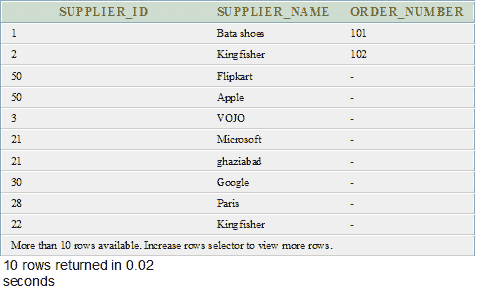 SUPPLIER_ID SUPPLIER_NAME ORDER_NUMBER
1 Bata shoes 101
2 Kingfisher 102
50 Flipkart -
50 Apple -
3 VOJO -
21 Microsoft -
21 ghaziabad -
30 Google -
28 Paris -
22 Kingfisher -
More than 10 rows available. Increase rows selector to view more rows.
10 rows returned in 0.02
seconds